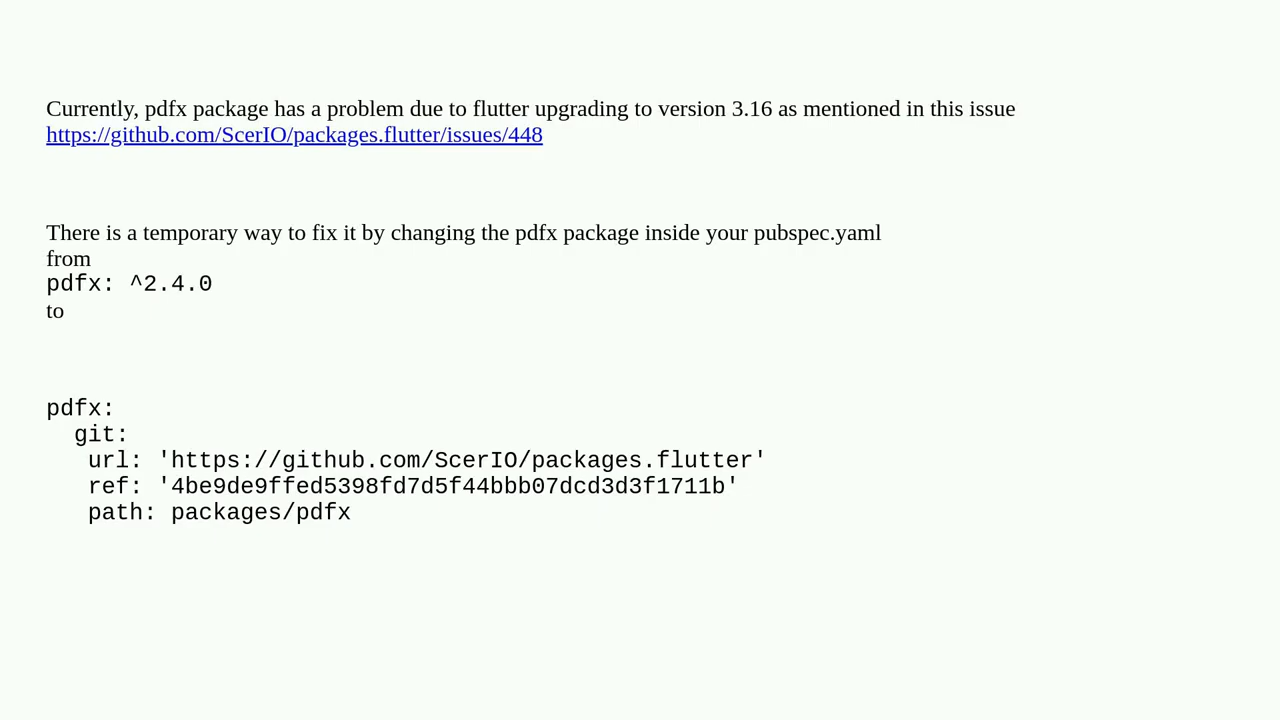 Currently, pdfx package has a problem due to flutter upgrading to version 3.16 as mentioned in this issue
https://github.com/ScerIO/packages.flutter/issues/448
There is a temporary way to fix it by changing the pdfx package inside your pubspec.yaml
from
pdfx: ^2.4.0
to
pdfx:
  git:
   url: 'https://github.com/ScerIO/packages.flutter'
   ref: '4be9de9ffed5398fd7d5f44bbb07dcd3d3f1711b'
   path: packages/pdfx